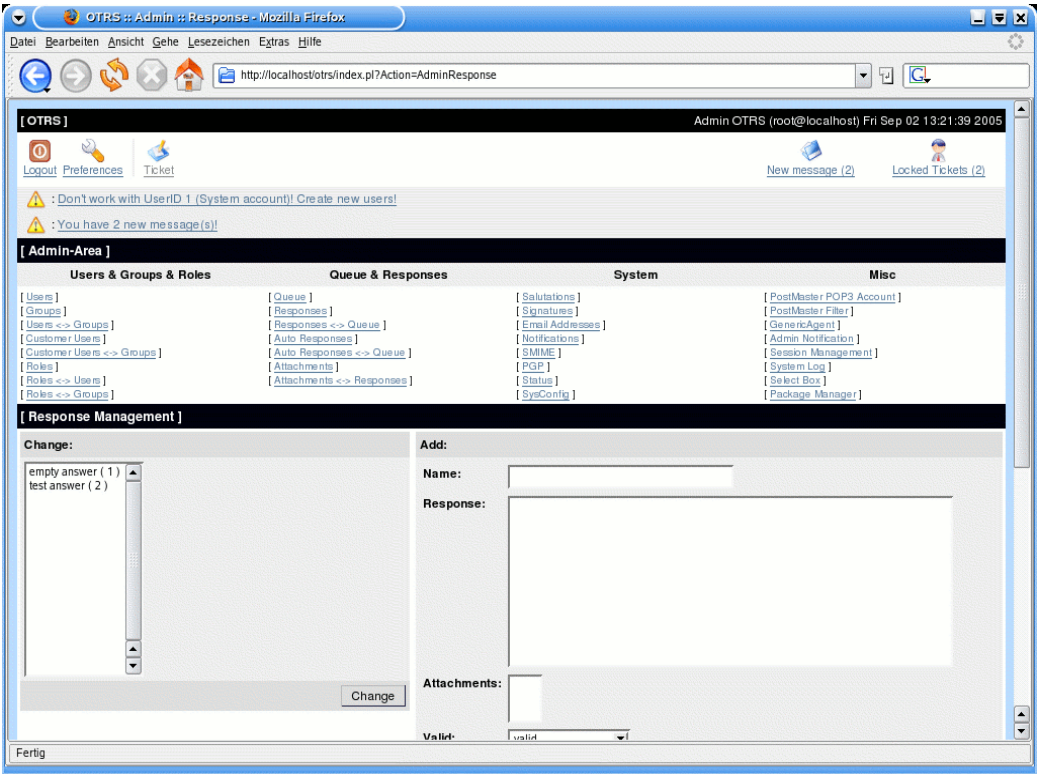 OTRS :: Admin :: Response - Mozilla Firefox
Datei Bearbeiten Ansicht Gehe Lesezeichen Extras Hilfe
http://localhost/otrs/index.pl?Action=AdminResponse
[ OTRS ] Admin OTRS (root@localhost) Fri Sep 02 13:21:39 2005
Logout Preferences Ticket New message (2) Locked Tickets (2)
: Don't work with UserID 1 (System account)! Create new users!
: You have 2 new message(s)!
[ Admin-Area ]
Users & Groups & Roles Queue & Responses System Misc
[ Users ] [ Queue ] [ Salutations ] [ PostMaster POP3 Account ]
[ Groups ] [ Responses ] [ Signatures ] [ PostMaster Filter ]
[ Users <-> Groups ] [ Responses <-> Queue ] [ Email Addresses ] [ GenericAgent ]
[ Customer Users ] [ Auto Responses ] [ Notifications ] [ Admin Notification ]
[ Customer Users <-> Groups ] [ Auto Responses <-> Queue ] [ SMIME ] [ Session Management ]
[ Roles ] [ Attachments ] [ PGP ] [ System Log ]
[ Roles <-> Users ] [ Attachments <-> Responses ] [ Status ] [ Select Box ]
[ Roles <-> Groups ] [ SysConfig ] [ Package Manager ]
[ Response Management ]
Change: Add:
empty answer ( 1 )
test answer ( 2 )
Name:
Response:
Attachments:
Change
Valid: valid
Fertig